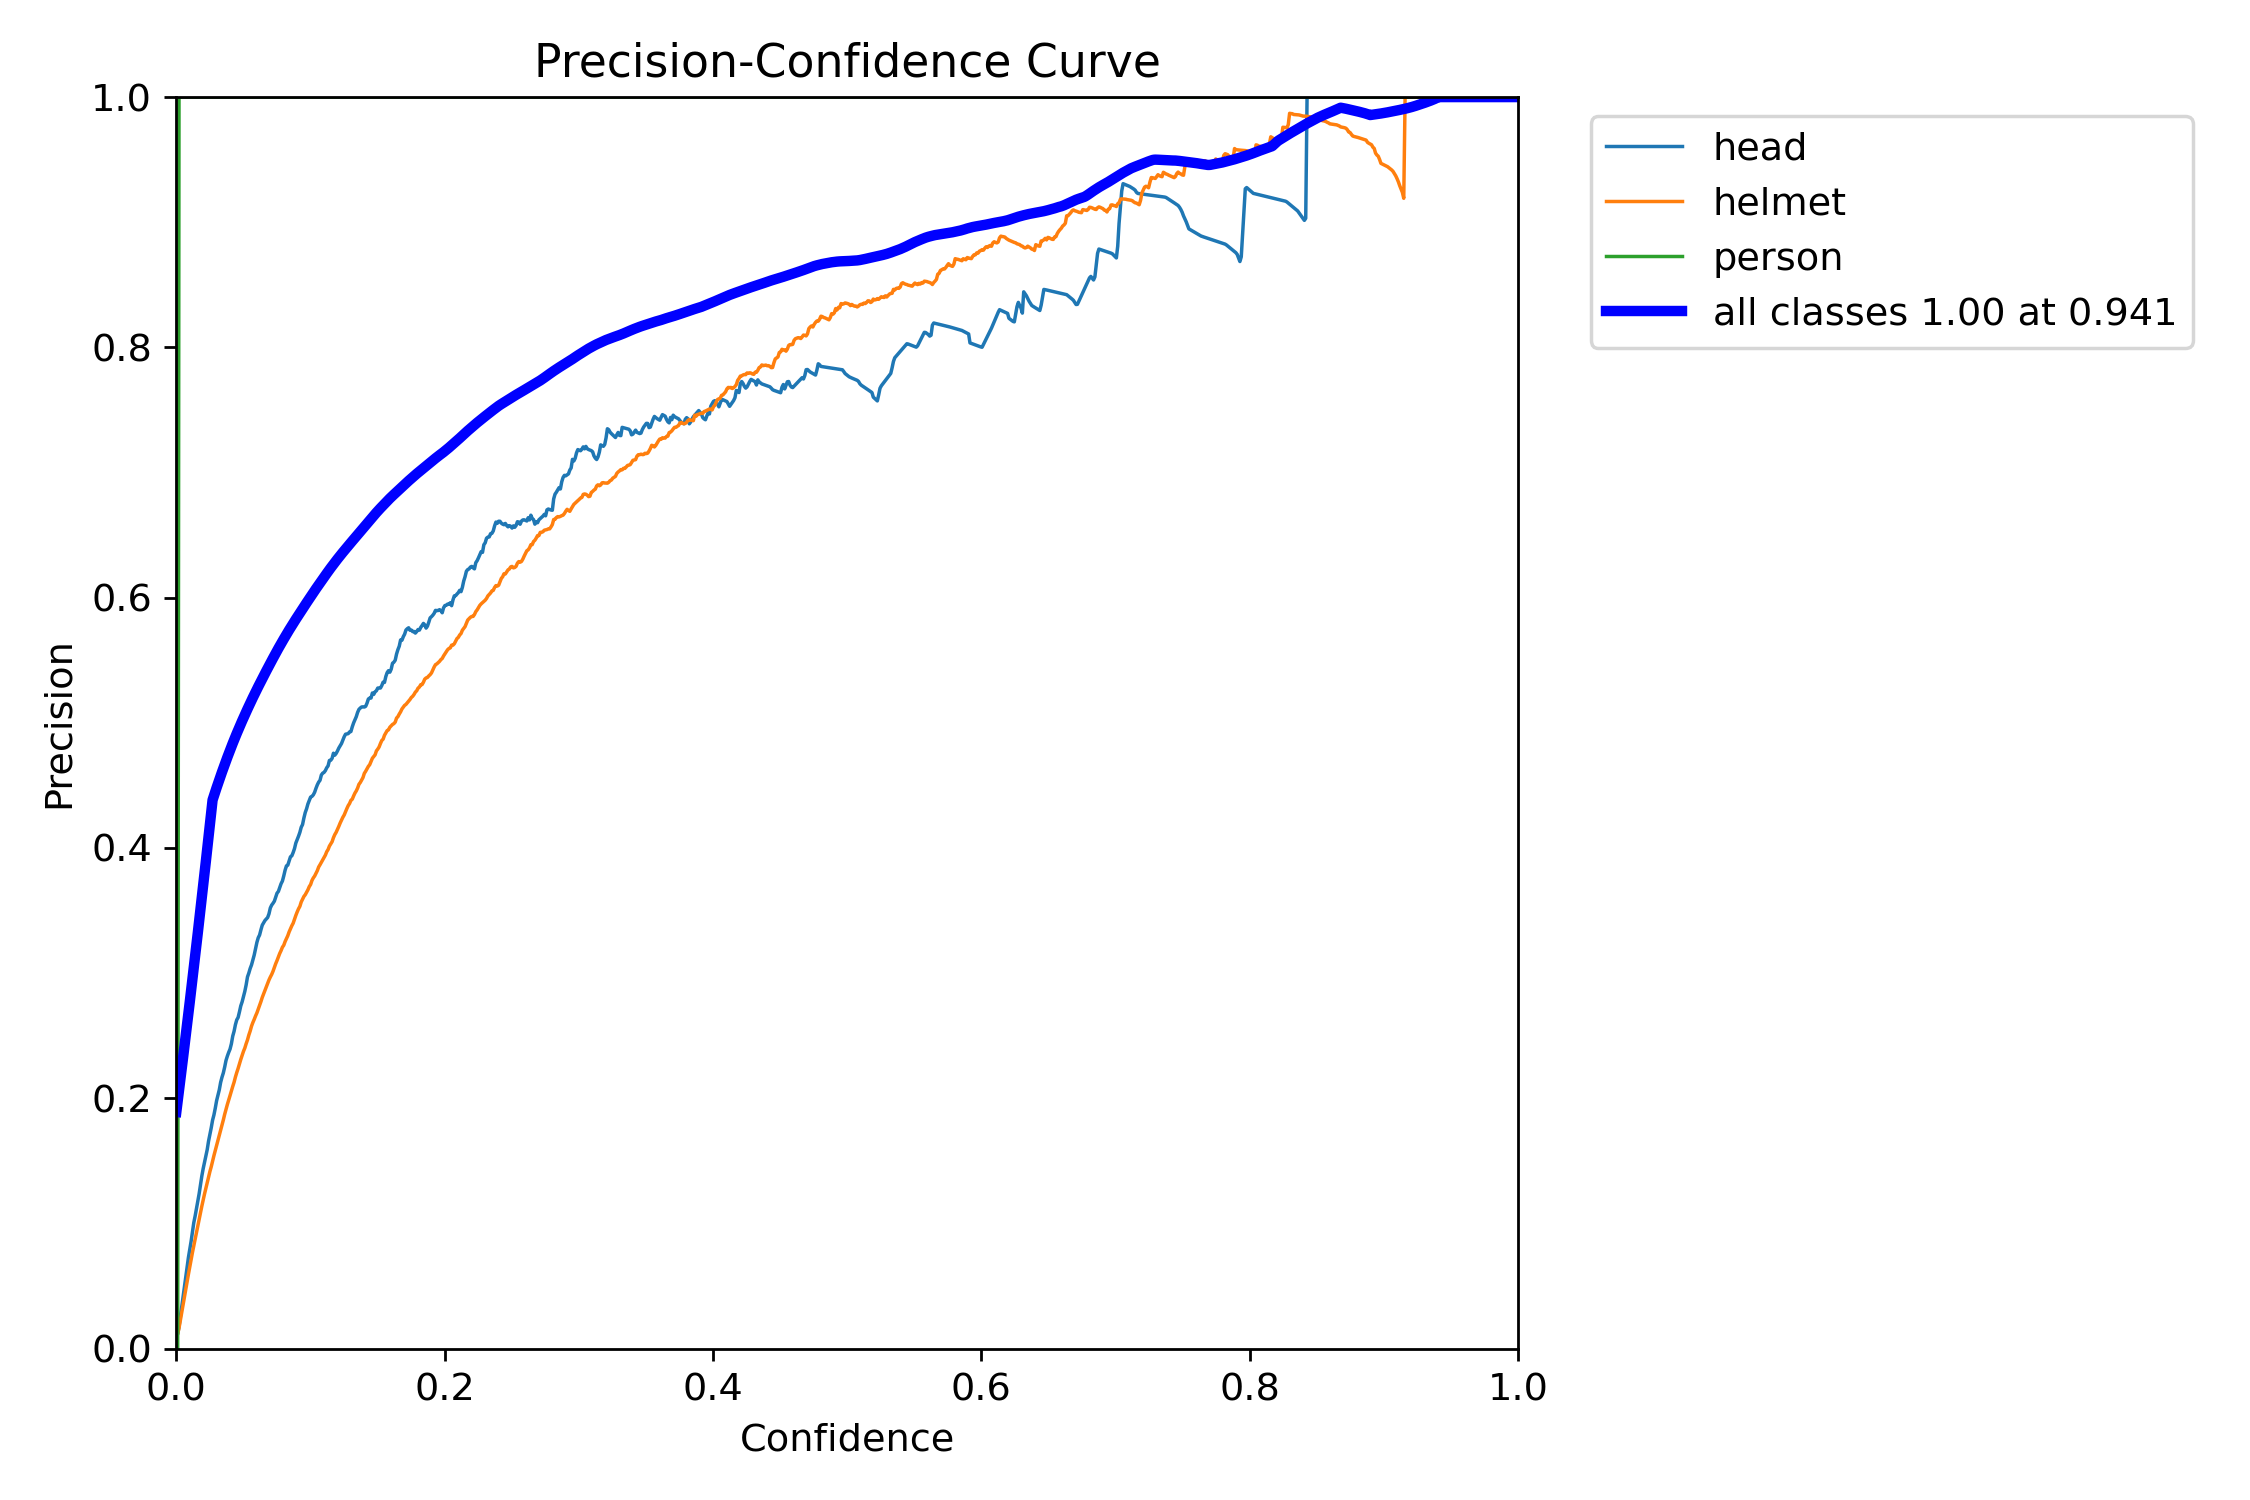 Precision-Confidence Curve
1.0
0.8
0.6
0.4
0.2
0.0
Precision
0.0 0.2 0.4 0.6 0.8 1.0
Confidence
head
helmet
person
all classes 1.00 at 0.941